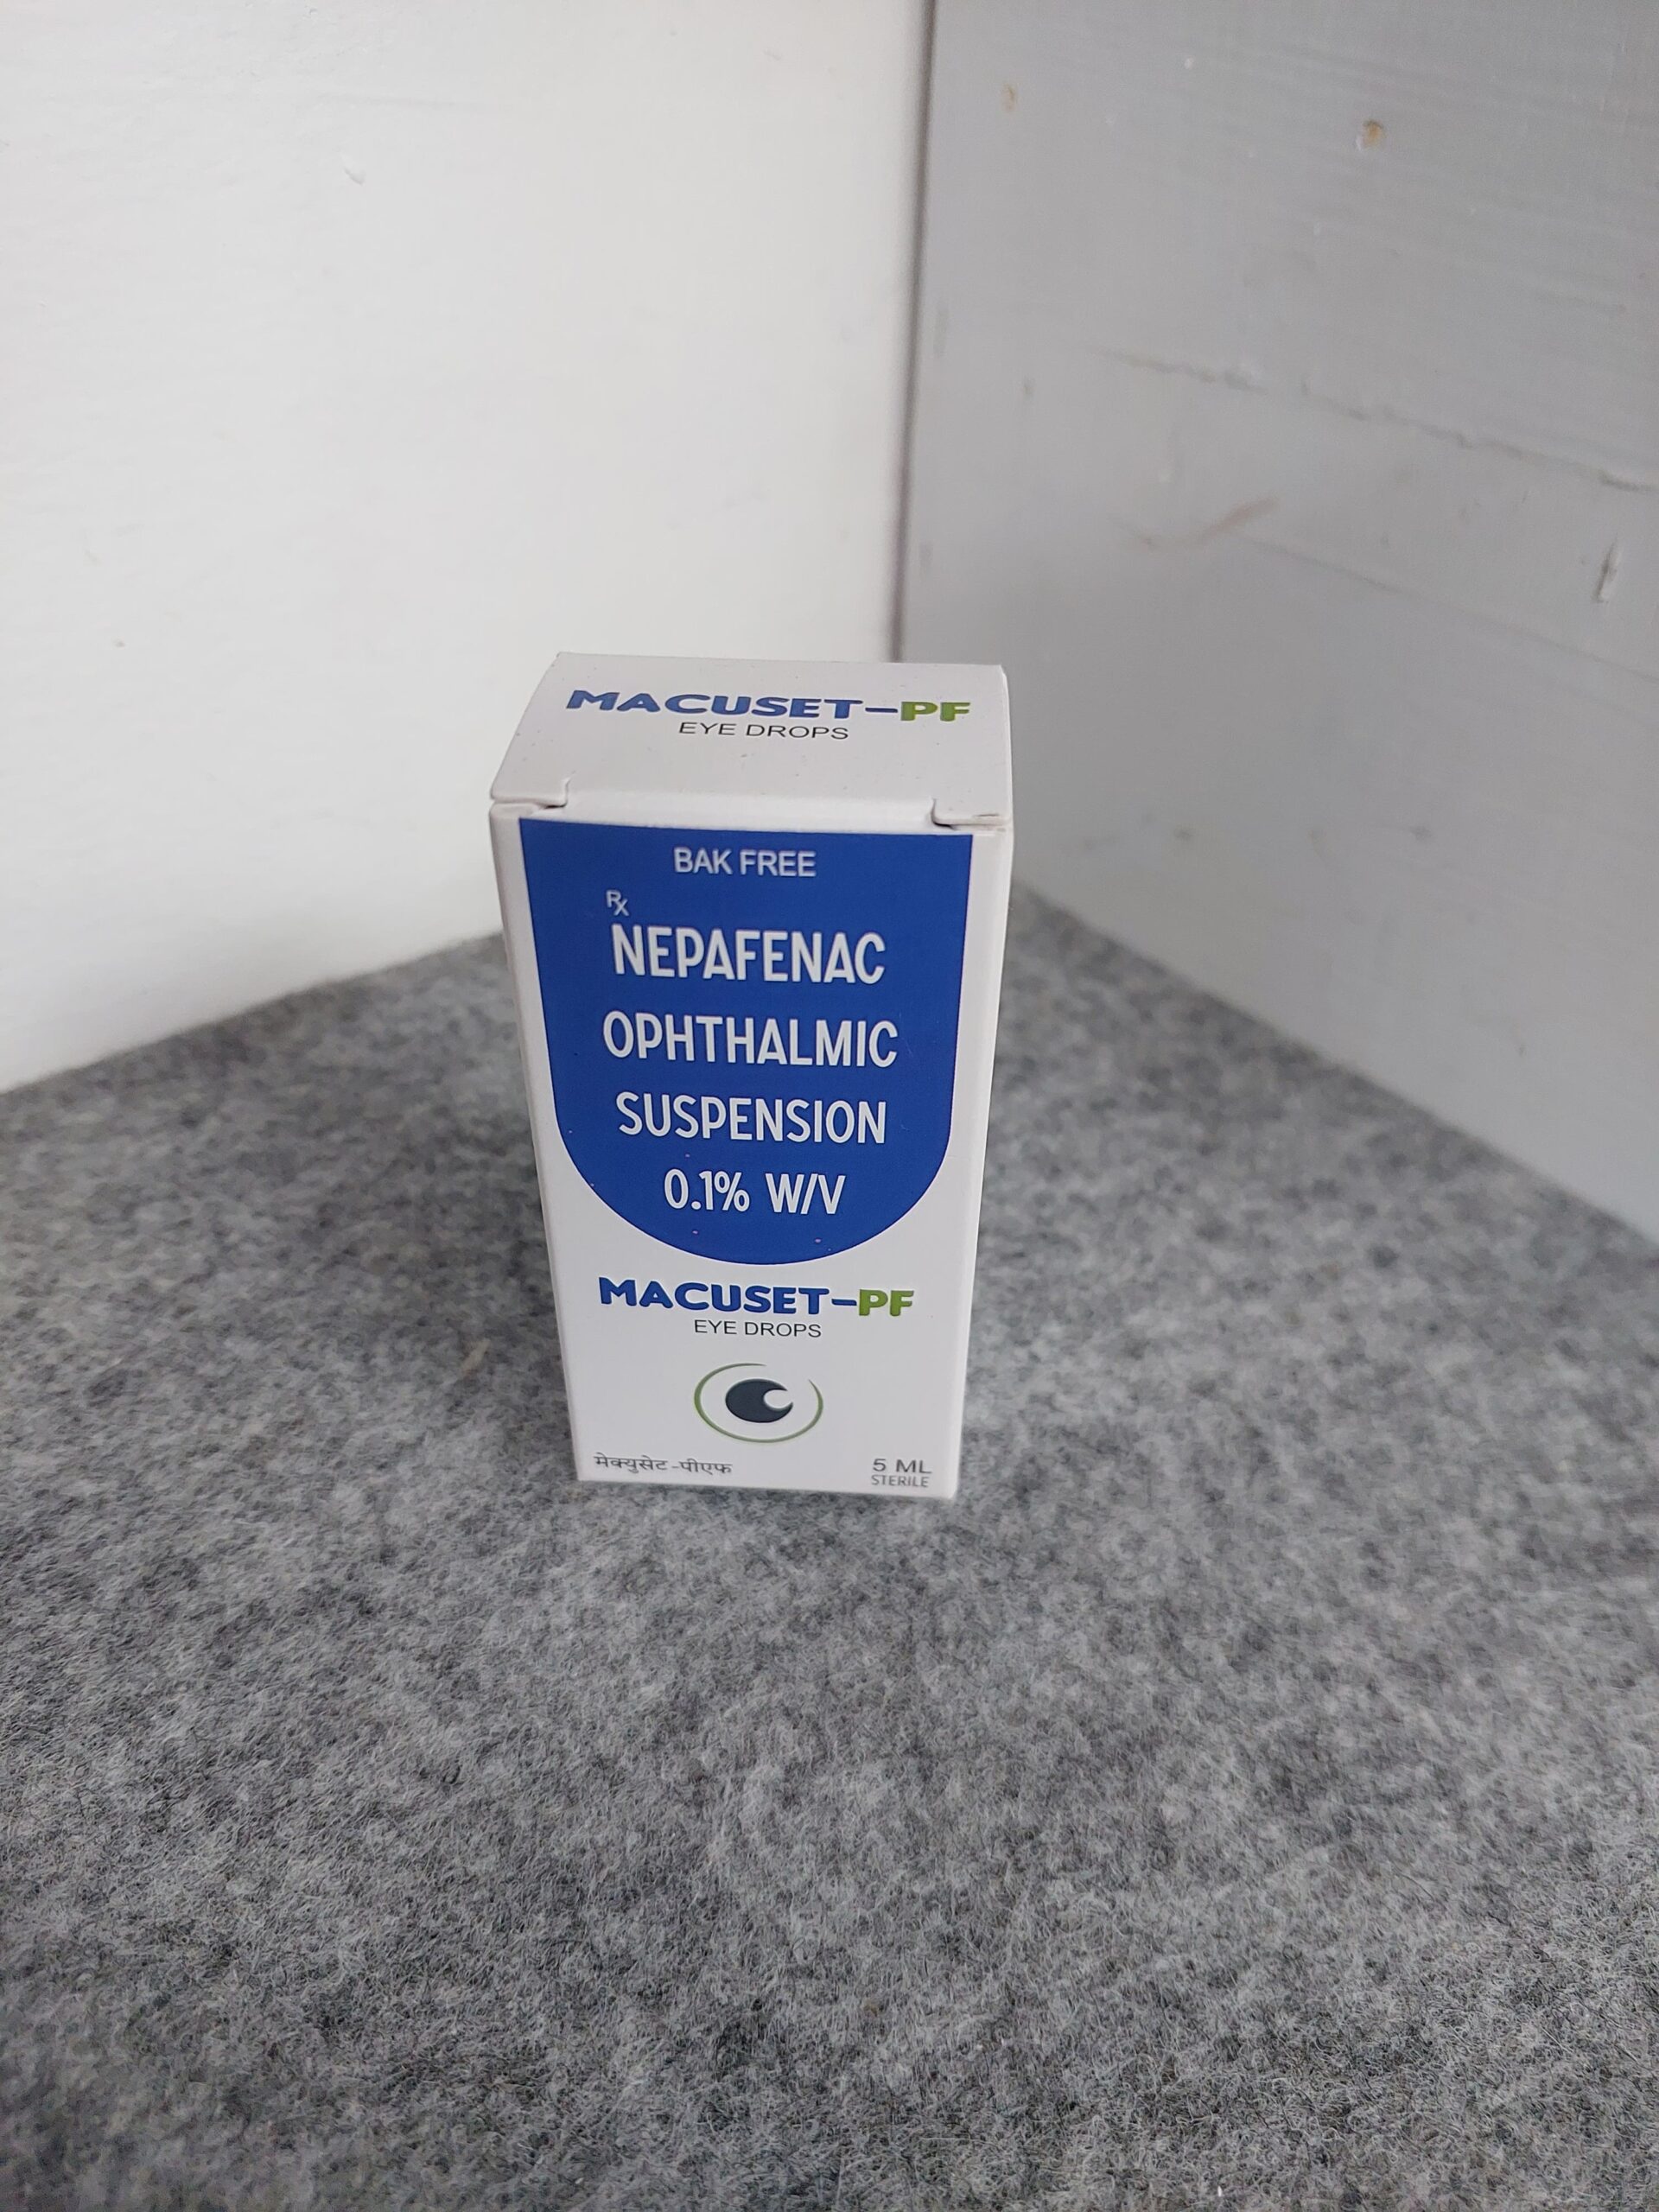 MACUSET-PF
EYE DROPS
BAK FREE
Rx
NEPAFENAC
OPHTHALMIC
SUSPENSION
0.1% W/V
MACUSET-PF
EYE DROPS
मेक्युसेट-पीएफ
5 ML
STERILE